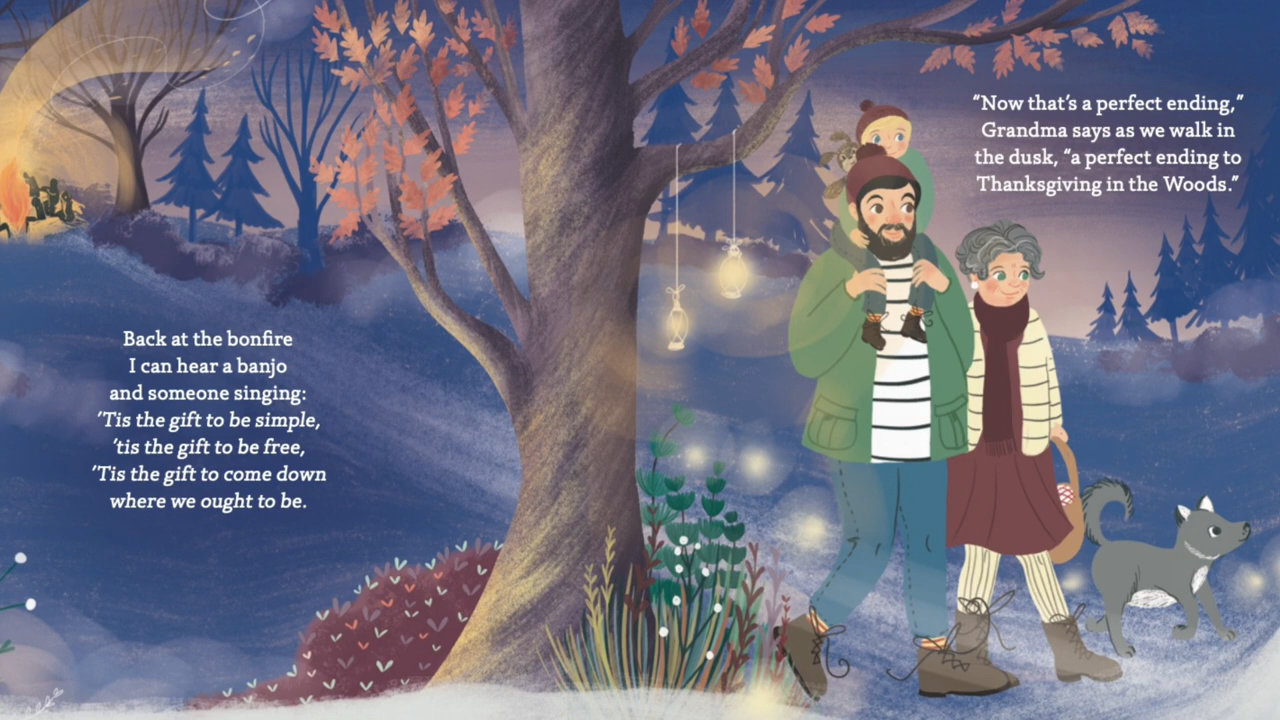 Back at the bonfire
I can hear a banjo
and someone singing:
’Tis the gift to be simple,
’tis the gift to be free,
’Tis the gift to come down
where we ought to be.
“Now that’s a perfect ending,”
Grandma says as we walk in
the dusk, “a perfect ending to
Thanksgiving in the Woods.”